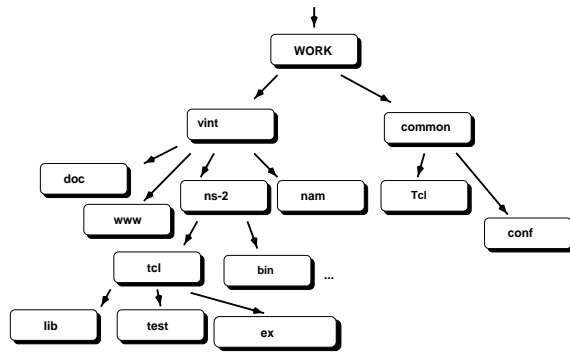 WORK
vint
common
doc
ns-2
nam
Tcl
www
conf
tcl
bin
...
lib
test
ex